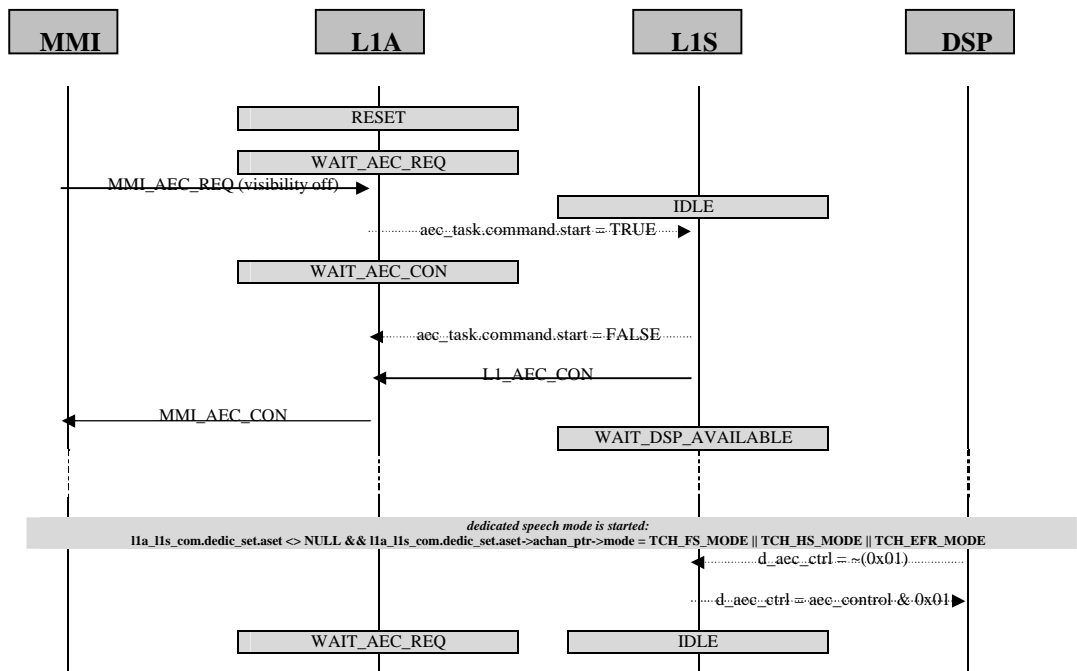 MMI L1A L1S DSP
RESET
WAIT_AEC_REQ
MMI_AEC_REQ (visibility off)
IDLE
aec_task.command.start = TRUE
WAIT_AEC_CON
aec_task.command.start = FALSE
L1_AEC_CON
MMI_AEC_CON
WAIT_DSP_AVAILABLE
dedicated speech mode is started:
l1a_l1s_com.dedic_set.aset <> NULL && l1a_l1s_com.dedic_set.aset->achan_ptr->mode = TCH_FS_MODE || TCH_HS_MODE || TCH_EFR_MODE
d_aec_ctrl = ~(0x01)
d_aec_ctrl = aec_control & 0x01
WAIT_AEC_REQ IDLE